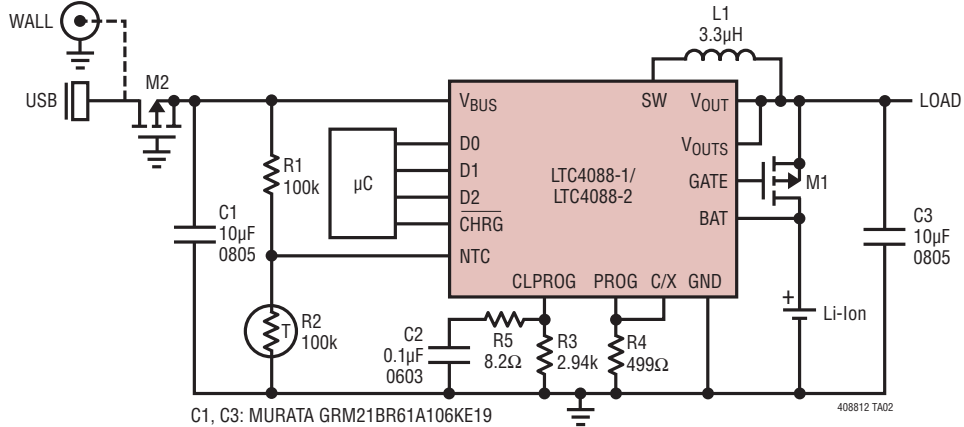 WALL
USB
M2
L1
3.3µH
VBUS
SW
VOUT
LOAD
D0
D1
D2
CHRG
NTC
µC
VOUTS
GATE
BAT
LTC4088-1/
LTC4088-2
M1
R1
100k
C1
10µF
0805
C3
10µF
0805
CLPROG
PROG
C/X
GND
T
R2
100k
C2
0.1µF
0603
R5
8.2Ω
R3
2.94k
R4
499Ω
+
Li-Ion
C1, C3: MURATA GRM21BR61A106KE19
408812 TA02